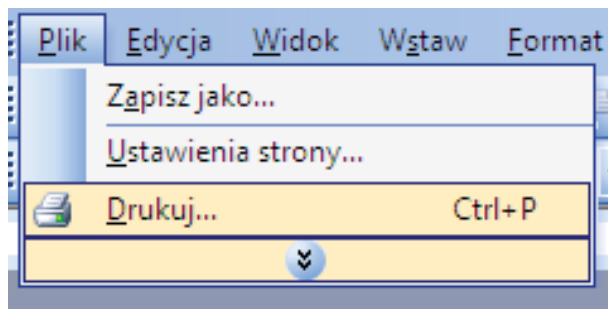 Plik Edycja Widok Wstaw Format
Zapisz jako...
Ustawienia strony...
Drukuj... Ctrl+P